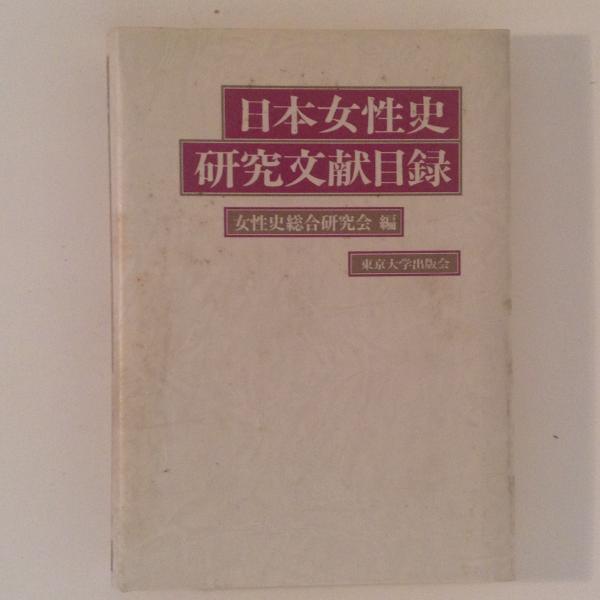 日本女性史
研究文献目録
女性史総合研究会 編
東京大学出版会